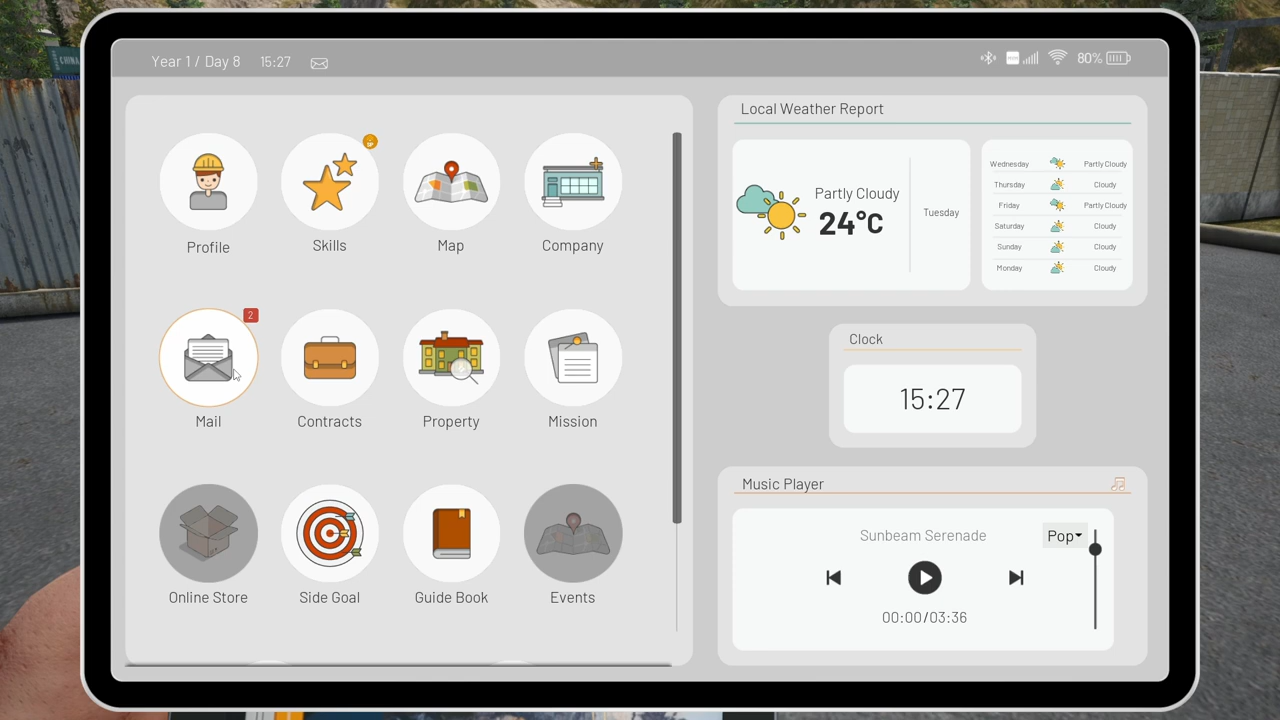 CHINA
Year 1 / Day 8 15:27
80%
Profile
Skills
Map
Company
2
Mail
Contracts
Property
Mission
Online Store
Side Goal
Guide Book
Events
Local Weather Report
Partly Cloudy
24°C
Tuesday
Wednesday Partly Cloudy
Thursday Cloudy
Friday Partly Cloudy
Saturday Cloudy
Sunday Cloudy
Monday Cloudy
Clock
15:27
Music Player
Sunbeam Serenade
Pop
00:00/03:36